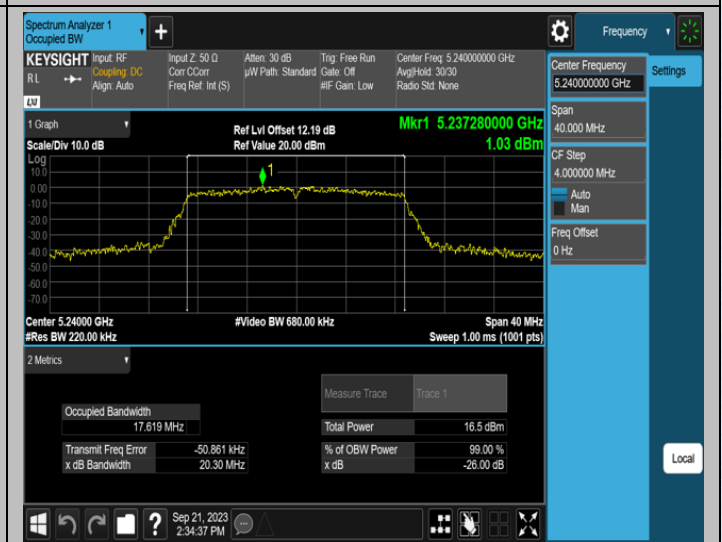 Spectrum Analyzer 1
Occupied BW
+
Frequency
KEYSIGHT
R L
LXI
Input: RF
Coupling: DC
Align: Auto
Input Z: 50 Ω
Corr CCorr
Freq Ref: Int (S)
Atten: 30 dB
µW Path: Standard
Trig: Free Run
Gate: Off
#IF Gain: Low
Center Freq: 5.240000000 GHz
Avg|Hold: 30/30
Radio Std: None
Center Frequency
5.240000000 GHz
Settings
Span
40.000 MHz
CF Step
4.000000 MHz
Auto
Man
Freq Offset
0 Hz
Local
1 Graph
Scale/Div 10.0 dB
Ref Lvl Offset 12.19 dB
Ref Value 20.00 dBm
Mkr1 5.237280000 GHz
1.03 dBm
Log
10.0
0.00
-10.0
-20.0
-30.0
-40.0
-50.0
-60.0
-70.0
1
Center 5.24000 GHz
#Video BW 680.00 kHz
Span 40 MHz
#Res BW 220.00 kHz
Sweep 1.00 ms (1001 pts)
2 Metrics
Measure Trace
Trace 1
Occupied Bandwidth
17.619 MHz
Total Power
16.5 dBm
Transmit Freq Error
-50.861 kHz
% of OBW Power
99.00 %
x dB Bandwidth
20.30 MHz
x dB
-26.00 dB
?
Sep 21, 2023
2:34:37 PM